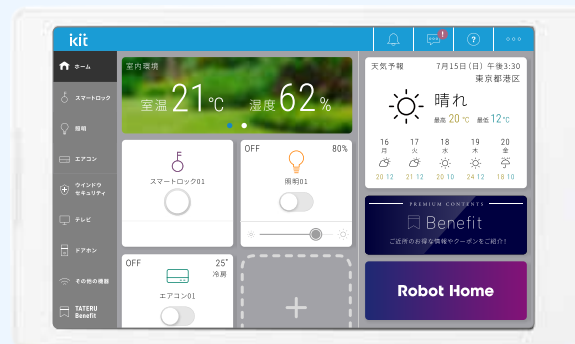 ikit
!
?
ホーム
スマートロック
照明
エアコン
ウインドウ
セキュリティ
テレビ
ドアホン
その他の機器
TATERU
Benefit
室内環境
室温 21℃ 湿度 62%
スマートロック01
OFF 80%
照明01
OFF 25°
冷房
エアコン01
天気予報 7月15日(日) 午後3:30
東京都港区
晴れ
最高 20℃ 最低 12℃
16 17 18 19 20
月 火 水 木 金
20 12 21 12 20 10 24 12 18 10
PREMIUM CONTENTS
Benefit
ご近所のお得な情報やクーポンをご紹介!
Robot Home